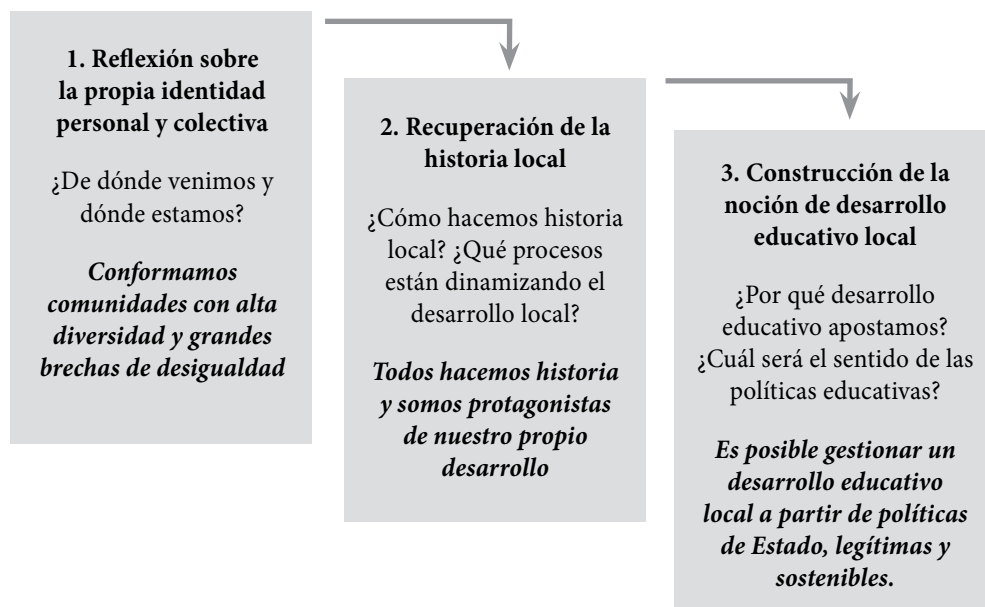 1. Reflexión sobre
la propia identidad
personal y colectiva
¿De dónde venimos y
dónde estamos?
Conformamos
comunidades con alta
diversidad y grandes
brechas de desigualdad
2. Recuperación de la
historia local
¿Cómo hacemos historia
local? ¿Qué procesos
están dinamizando el
desarrollo local?
Todos hacemos historia
y somos protagonistas
de nuestro propio
desarrollo
3. Construcción de la
noción de desarrollo
educativo local
¿Por qué desarrollo
educativo apostamos?
¿Cuál será el sentido de las
políticas educativas?
Es posible gestionar un
desarrollo educativo
local a partir de políticas
de Estado, legítimas y
sostenibles.